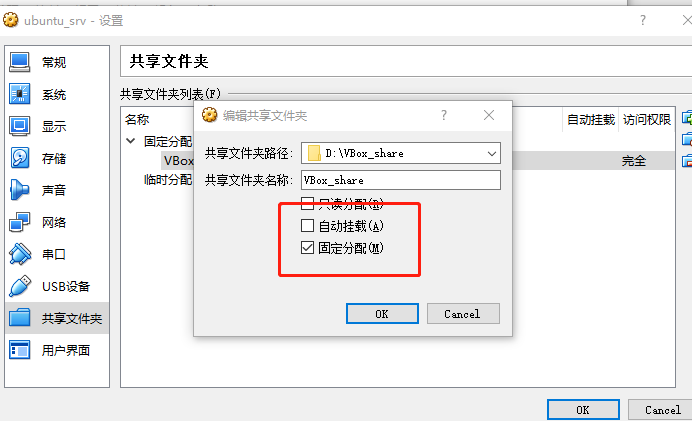 ubuntu_srv - 设置
常规
系统
显示
存储
声音
网络
串口
USB设备
共享文件夹
用户界面
共享文件夹
共享文件夹列表(F)
名称 自动挂载 访问权限
固定分配
VBox 完全
临时分配
编辑共享文件夹
共享文件夹路径: D:\VBox_share
共享文件夹名称: VBox_share
只读分配(R)
自动挂载(A)
固定分配(M)
OK Cancel
OK Cancel